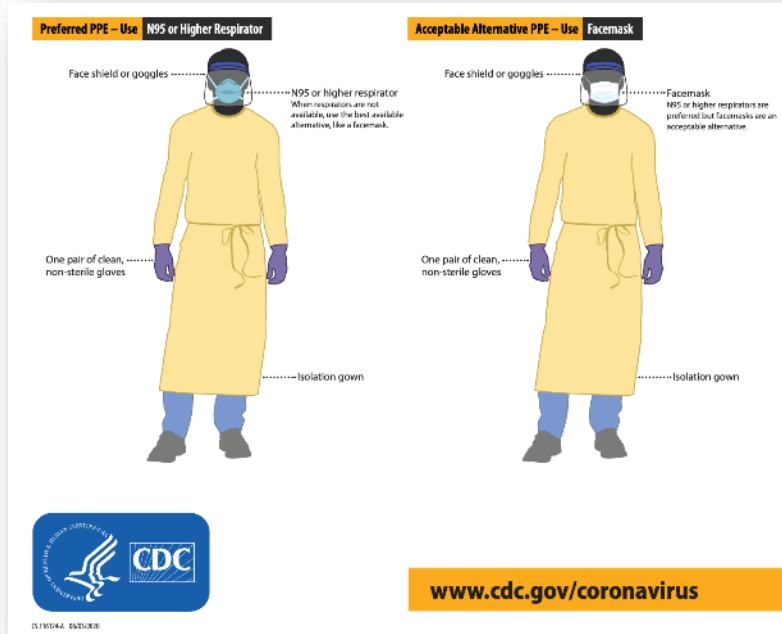 Preferred PPE – Use N95 or Higher Respirator
Face shield or goggles
N95 or higher respirator
When respirators are not
available, use the best available
alternative, like a facemask.
One pair of clean,
non-sterile gloves
Isolation gown
Acceptable Alternative PPE – Use Facemask
Face shield or goggles
Facemask
N95 or higher respirators are
preferred but facemasks are an
acceptable alternative.
One pair of clean,
non-sterile gloves
Isolation gown
CDC
www.cdc.gov/coronavirus
06/03/2020